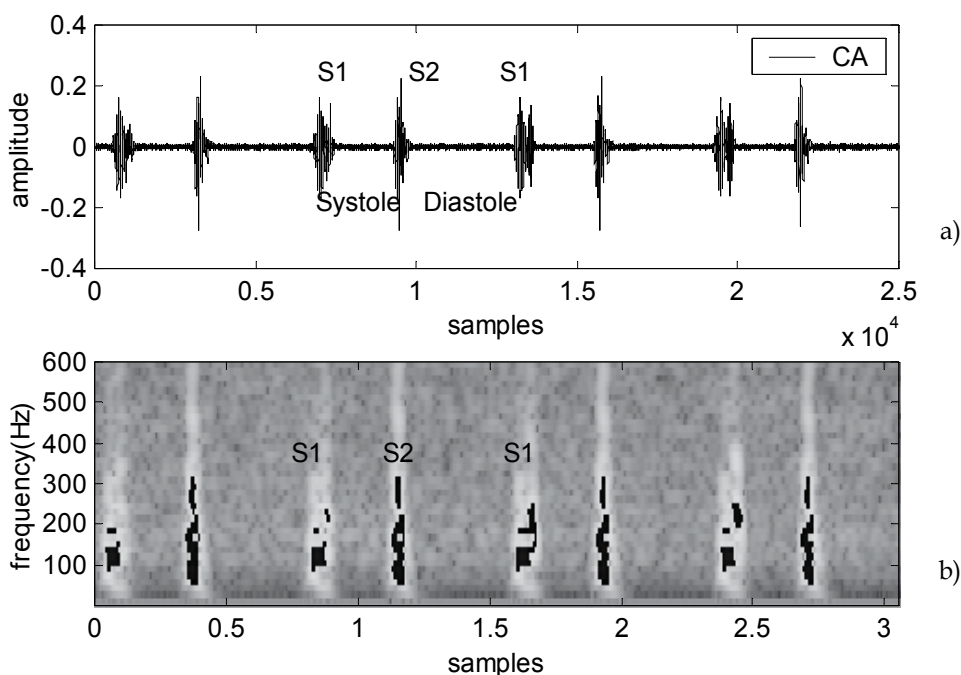 0.4
CA
S1 S2 S1
0.2
amplitude
0
-0.2
Systole Diastole
-0.4
0 0.5 1 1.5 2 2.5
samples
x 10^4
a)
600
500
frequency(Hz)
400
S1 S2 S1
300
200
100
b)
0 0.5 1 1.5 2 2.5 3
samples